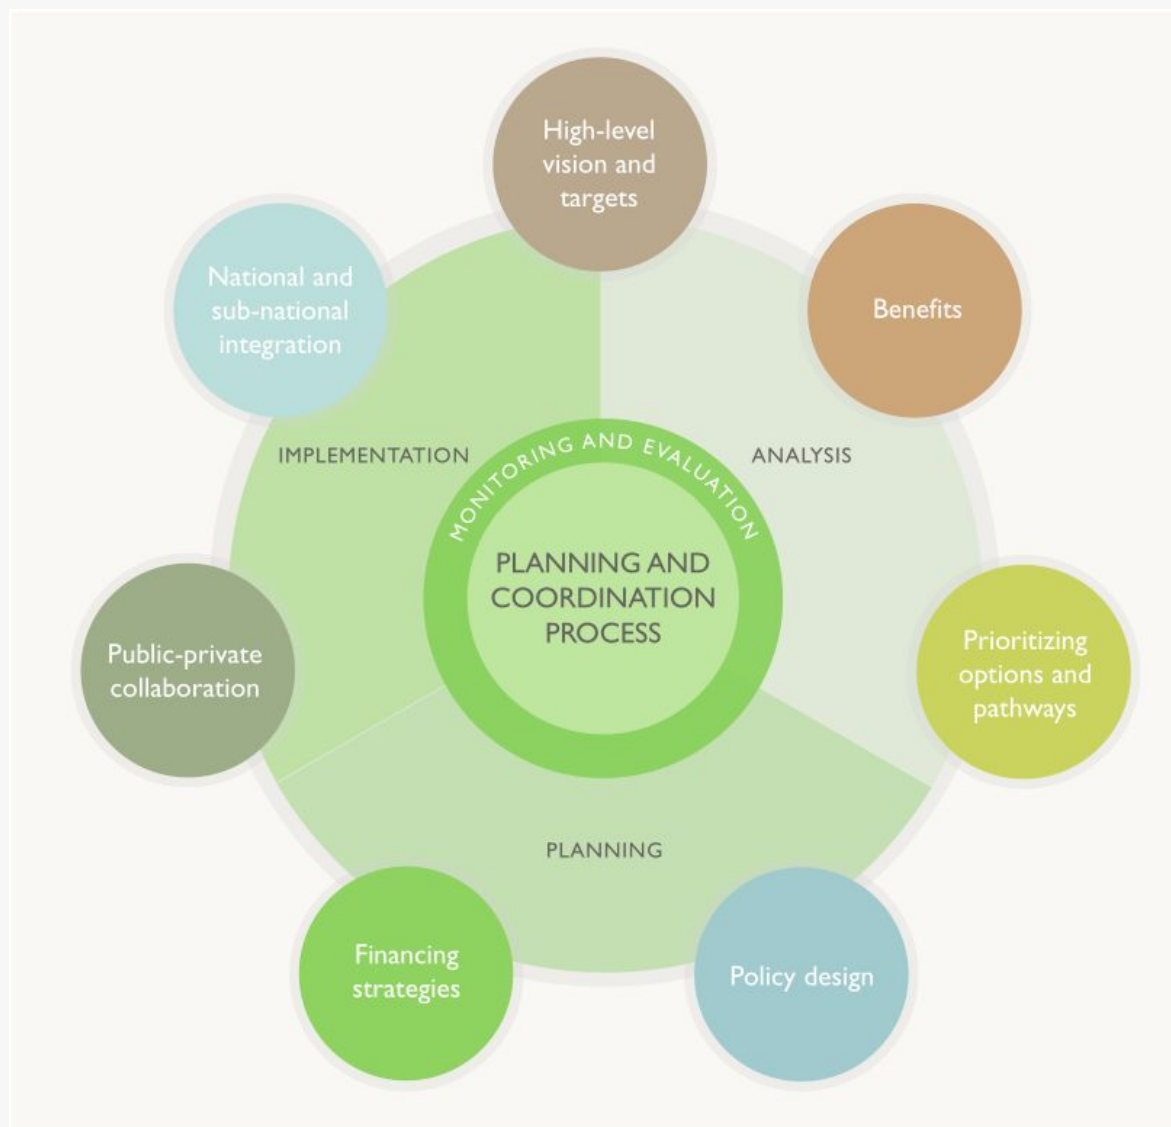 High-level
vision and
targets
National and
sub-national
integration
Benefits
IMPLEMENTATION
MONITORING AND EVALUATION
ANALYSIS
PLANNING AND
COORDINATION
PROCESS
Public-private
collaboration
Prioritizing
options and
pathways
PLANNING
Financing
strategies
Policy design